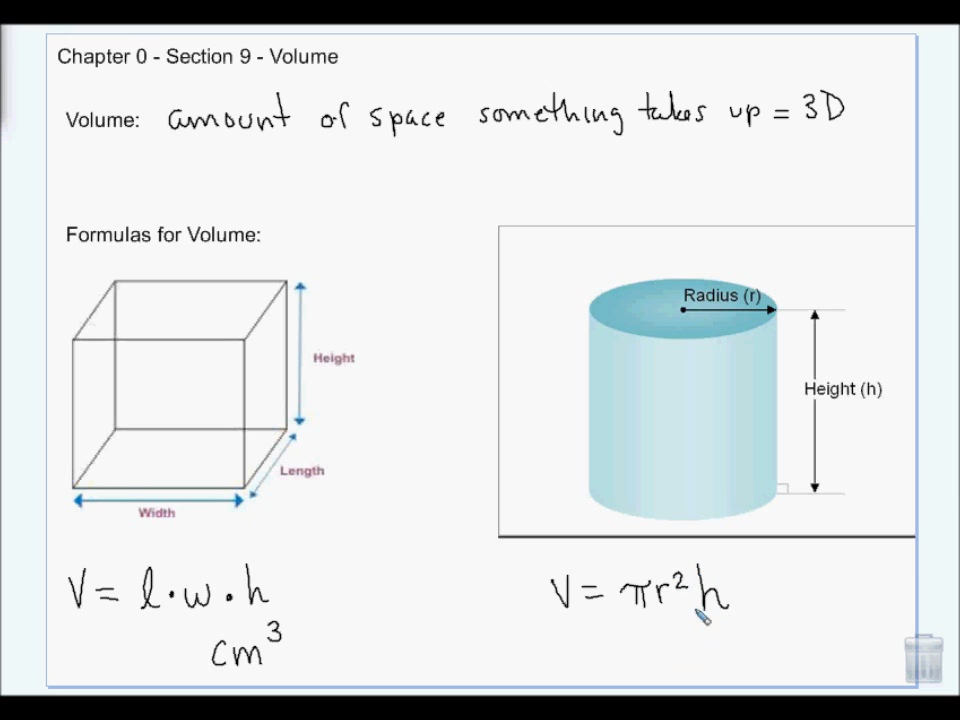 Chapter 0 - Section 9 - Volume
Volume: amount of space something takes up = 3D
Formulas for Volume:
Height
Length
Width
Radius (r)
Height (h)
V = l · w · h
cm³
V = πr²h